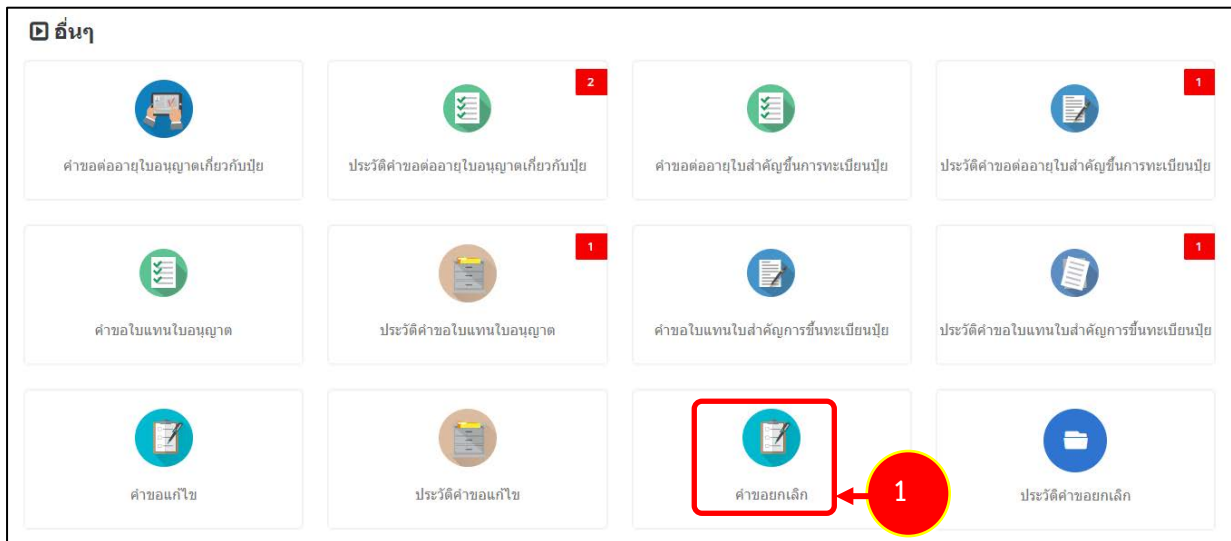 อื่นๆ
2
1
คำขอต่ออายุใบอนุญาตเกี่ยวกับปุ๋ย
ประวัติคำขอต่ออายุใบอนุญาตเกี่ยวกับปุ๋ย
คำขอต่ออายุใบสำคัญขึ้นการทะเบียนปุ๋ย
ประวัติคำขอต่ออายุใบสำคัญขึ้นการทะเบียนปุ๋ย
1
1
คำขอใบแทนใบอนุญาต
ประวัติคำขอใบแทนใบอนุญาต
คำขอใบแทนใบสำคัญการขึ้นทะเบียนปุ๋ย
ประวัติคำขอใบแทนใบสำคัญการขึ้นทะเบียนปุ๋ย
คำขอแก้ไข
ประวัติคำขอแก้ไข
คำขอยกเลิก
1
ประวัติคำขอยกเลิก